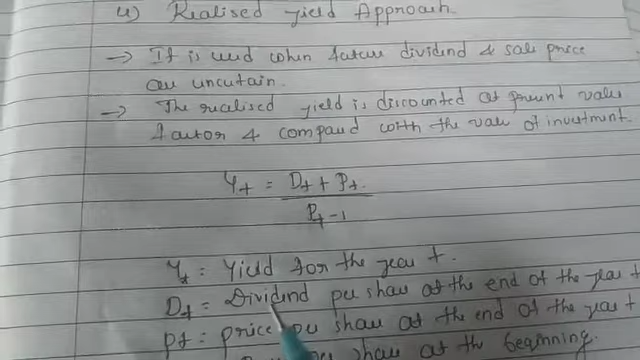 4) Realised yield Approach.
→ It is used when future dividend & sale price
are uncertain.
→ The realised yield is discounted at present value
factor & compared with the value of investment.
Yt = Dt + Pt.
Pt-1
Yt = Yield for the year t.
Dt = Dividend per share at the end of the year t
Pt = price per share at the end of the year t
per share at the beginning.